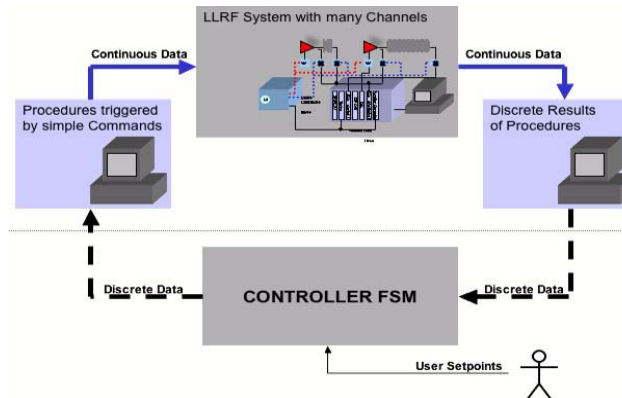 LLRF System with many Channels
Continuous Data
Continuous Data
Procedures triggered
by simple Commands
Discrete Results
of Procedures
Discrete Data
Discrete Data
CONTROLLER FSM
User Setpoints